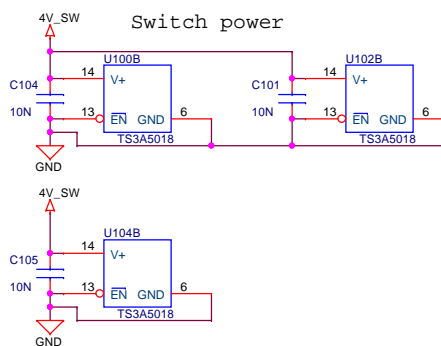 Switch power
4V_SW
U100B
U102B
14 V+
14 V+
C104
C101
10N
13 EN GND 6
10N
13 EN GND 6
TS3A5018
TS3A5018
GND
4V_SW
U104B
14 V+
C105
10N
13 EN GND 6
TS3A5018
GND